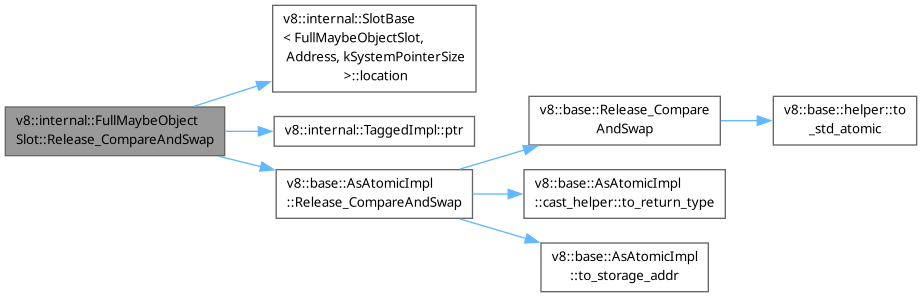 v8::internal::FullMaybeObject
Slot::Release_CompareAndSwap
v8::internal::SlotBase
< FullMaybeObjectSlot,
Address, kSystemPointerSize
>::location
v8::internal::TaggedImpl::ptr
v8::base::AsAtomicImpl
::Release_CompareAndSwap
v8::base::Release_Compare
AndSwap
v8::base::helper::to
_std_atomic
v8::base::AsAtomicImpl
::cast_helper::to_return_type
v8::base::AsAtomicImpl
::to_storage_addr